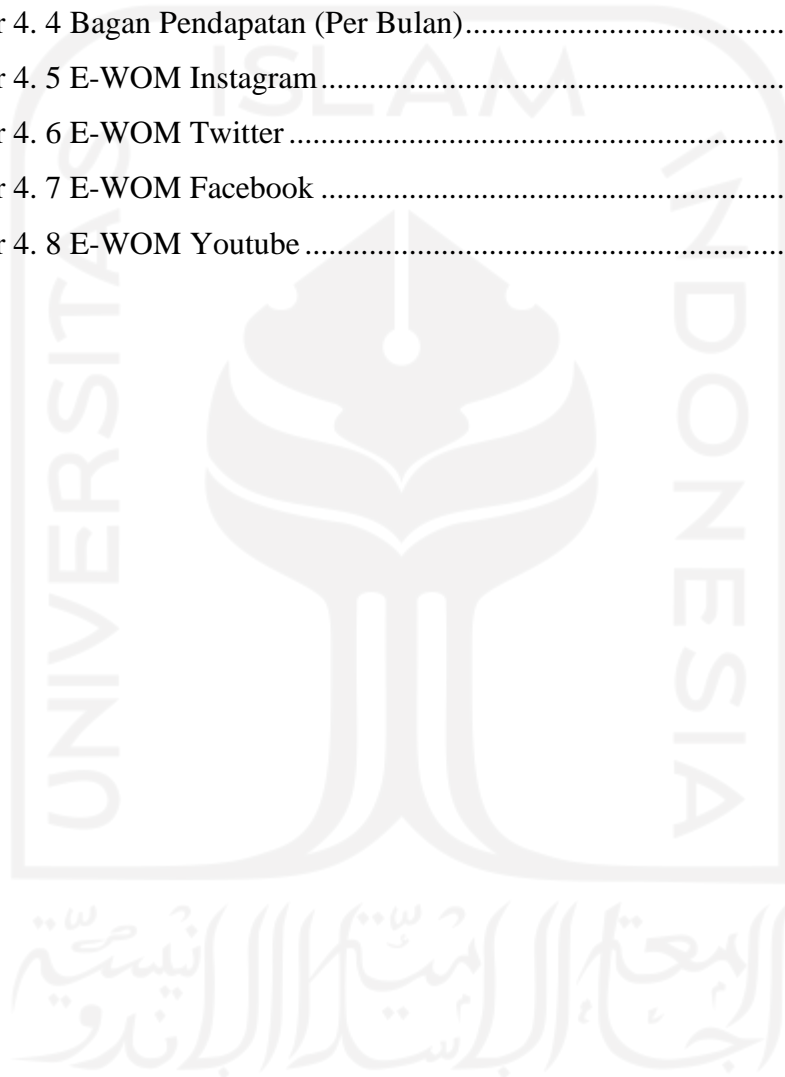 r 4. 4 Bagan Pendapatan (Per Bulan)....................................
r 4. 5 E-WOM Instagram.......................................................
r 4. 6 E-WOM Twitter...........................................................
r 4. 7 E-WOM Facebook.......................................................
r 4. 8 E-WOM Youtube.........................................................
ISLAM
UNIVERSITAS
INDONESIA